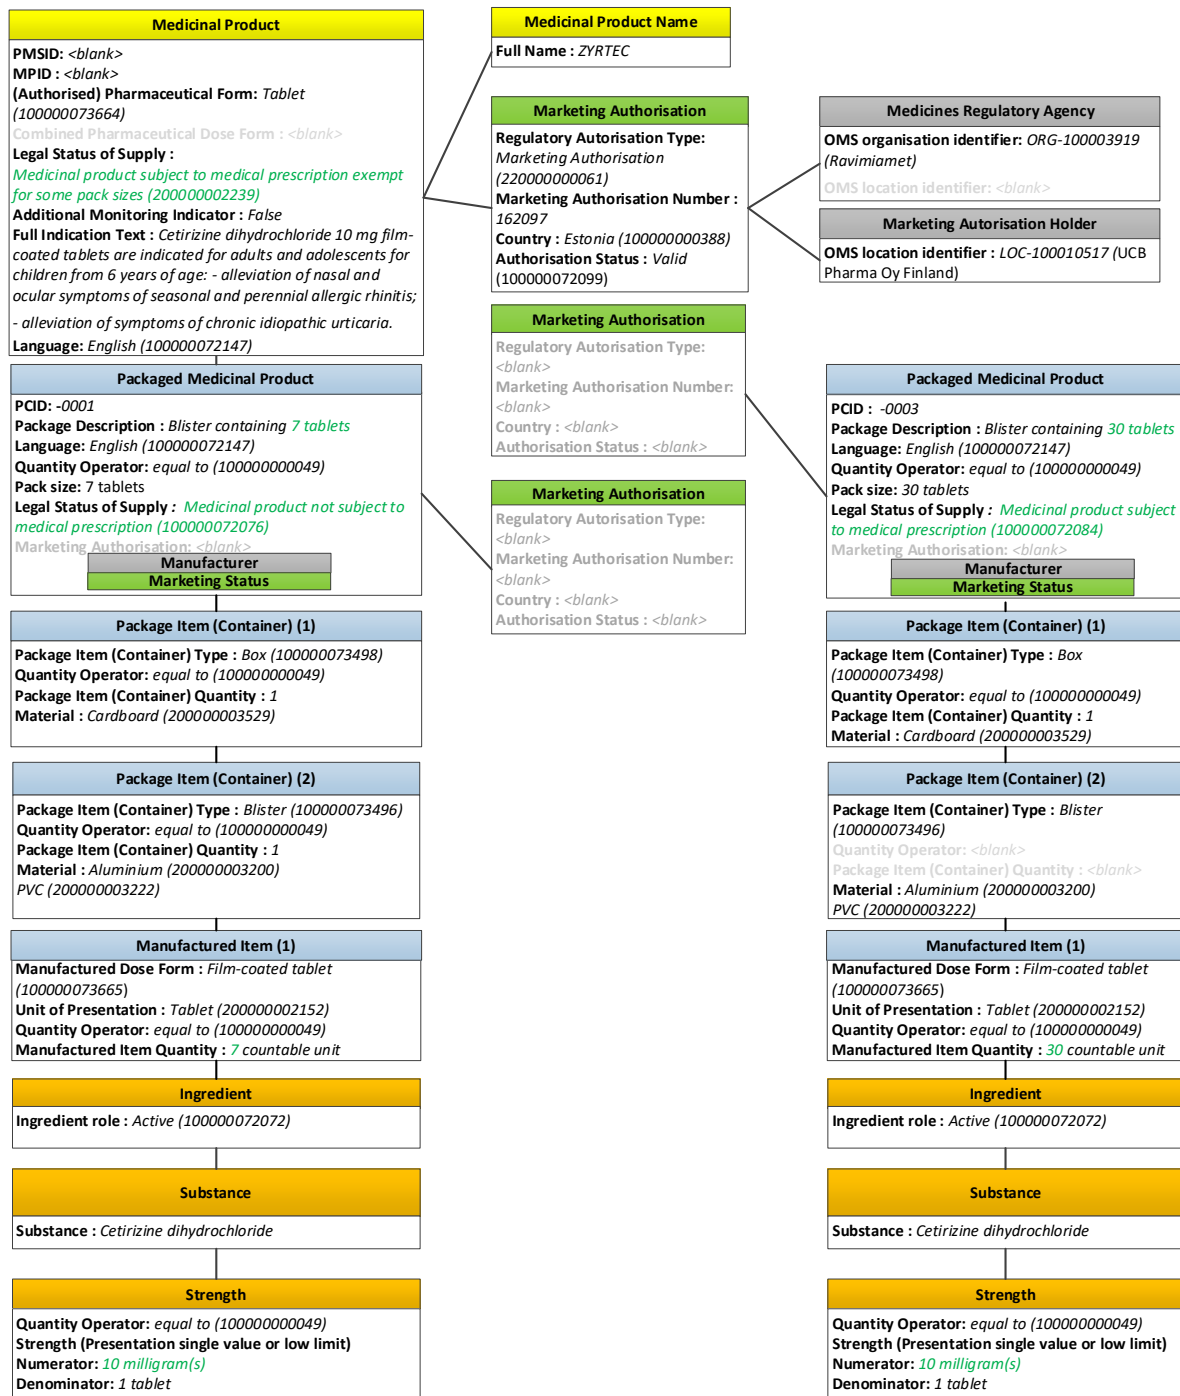 Medicinal Product
PMSID: <blank>
MPID : <blank>
(Authorised) Pharmaceutical Form: Tablet
(100000073664)
Combined Pharmaceutical Dose Form : <blank>
Legal Status of Supply :
Medicinal product subject to medical prescription exempt
for some pack sizes (200000002239)
Additional Monitoring Indicator : False
Full Indication Text : Cetirizine dihydrochloride 10 mg film-
coated tablets are indicated for adults and adolescents for
children from 6 years of age: - alleviation of nasal and
ocular symptoms of seasonal and perennial allergic rhinitis;
- alleviation of symptoms of chronic idiopathic urticaria.
Language: English (100000072147)
Medicinal Product Name
Full Name : ZYRTEC
Marketing Authorisation
Regulatory Autorisation Type:
Marketing Authorisation
(220000000061)
Marketing Authorisation Number :
162097
Country : Estonia (100000000388)
Authorisation Status : Valid
(100000072099)
Medicines Regulatory Agency
OMS organisation identifier: ORG-100003919
(Ravimiamet)
OMS location identifier: <blank>
Marketing Autorisation Holder
OMS location identifier : LOC-100010517 (UCB
Pharma Oy Finland)
Marketing Authorisation
Regulatory Autorisation Type:
<blank>
Marketing Authorisation Number:
<blank>
Country : <blank>
Authorisation Status : <blank>
Marketing Authorisation
Regulatory Autorisation Type:
<blank>
Marketing Authorisation Number:
<blank>
Country : <blank>
Authorisation Status : <blank>
Packaged Medicinal Product
PCID: -0001
Package Description : Blister containing 7 tablets
Language: English (100000072147)
Quantity Operator: equal to (100000000049)
Pack size: 7 tablets
Legal Status of Supply : Medicinal product not subject to
medical prescription (100000072076)
Marketing Authorisation: <blank>
Manufacturer
Marketing Status
Package Item (Container) (1)
Package Item (Container) Type : Box (100000073498)
Quantity Operator: equal to (100000000049)
Package Item (Container) Quantity : 1
Material : Cardboard (200000003529)
Package Item (Container) (2)
Package Item (Container) Type : Blister (100000073496)
Quantity Operator: equal to (100000000049)
Package Item (Container) Quantity : 1
Material : Aluminium (200000003200)
PVC (200000003222)
Manufactured Item (1)
Manufactured Dose Form : Film-coated tablet
(100000073665)
Unit of Presentation : Tablet (200000002152)
Quantity Operator: equal to (100000000049)
Manufactured Item Quantity : 7 countable unit
Ingredient
Ingredient role : Active (100000072072)
Substance
Substance : Cetirizine dihydrochloride
Strength
Quantity Operator: equal to (100000000049)
Strength (Presentation single value or low limit)
Numerator: 10 milligram(s)
Denominator: 1 tablet
Packaged Medicinal Product
PCID : -0003
Package Description : Blister containing 30 tablets
Language: English (100000072147)
Quantity Operator: equal to (100000000049)
Pack size: 30 tablets
Legal Status of Supply : Medicinal product subject
to medical prescription (100000072084)
Marketing Authorisation: <blank>
Manufacturer
Marketing Status
Package Item (Container) (1)
Package Item (Container) Type : Box
(100000073498)
Quantity Operator: equal to (100000000049)
Package Item (Container) Quantity : 1
Material : Cardboard (200000003529)
Package Item (Container) (2)
Package Item (Container) Type : Blister
(100000073496)
Quantity Operator: <blank>
Package Item (Container) Quantity : <blank>
Material : Aluminium (200000003200)
PVC (200000003222)
Manufactured Item (1)
Manufactured Dose Form : Film-coated tablet
(100000073665)
Unit of Presentation : Tablet (200000002152)
Quantity Operator: equal to (100000000049)
Manufactured Item Quantity : 30 countable unit
Ingredient
Ingredient role : Active (100000072072)
Substance
Substance : Cetirizine dihydrochloride
Strength
Quantity Operator: equal to (100000000049)
Strength (Presentation single value or low limit)
Numerator: 10 milligram(s)
Denominator: 1 tablet